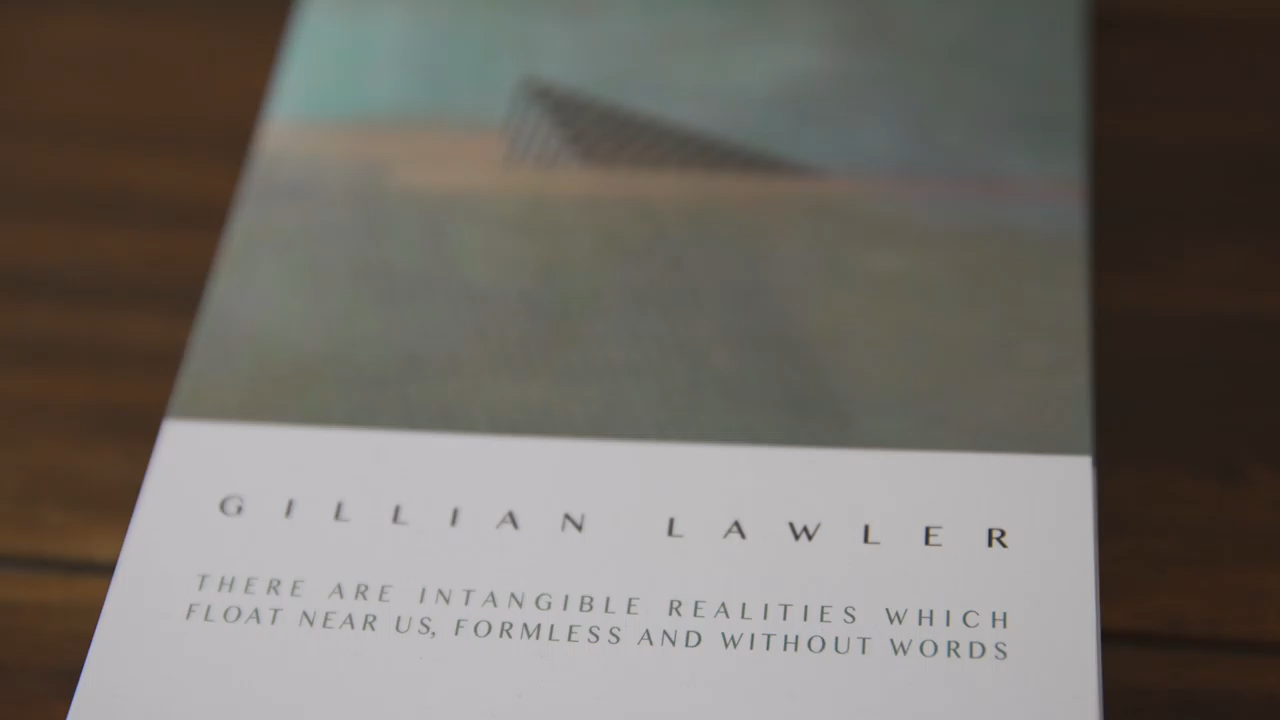 GILLIAN LAWLER
THERE ARE INTANGIBLE REALITIES WHICH
FLOAT NEAR US, FORMLESS AND WITHOUT WORDS